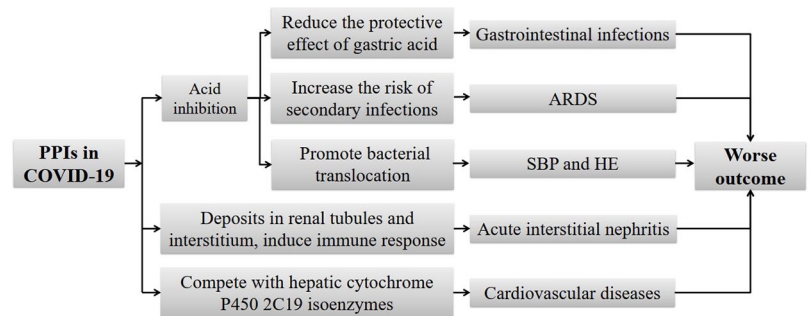 PPIs in
COVID-19
Acid
inhibition
Reduce the protective
effect of gastric acid
Gastrointestinal infections
Increase the risk of
secondary infections
ARDS
Promote bacterial
translocation
SBP and HE
Deposits in renal tubules and
interstitium, induce immune response
Acute interstitial nephritis
Compete with hepatic cytochrome
P450 2C19 isoenzymes
Cardiovascular diseases
Worse
outcome